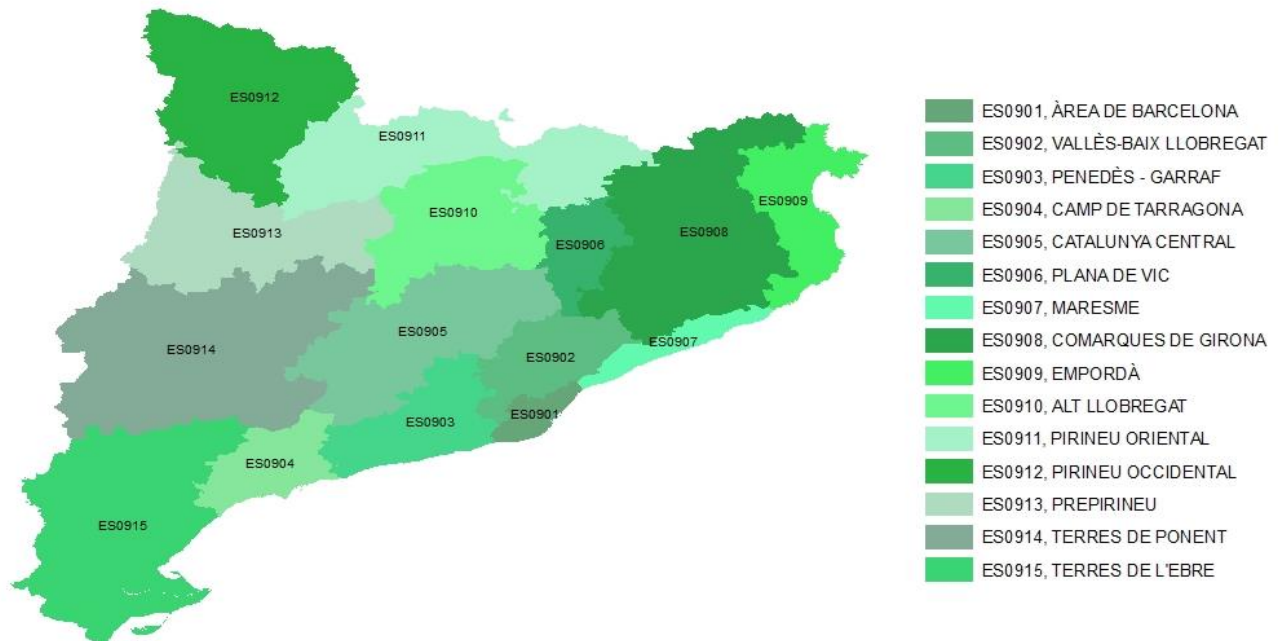 ES0912
ES0911
ES0910
ES0909
ES0913
ES0906
ES0908
ES0905
ES0914
ES0902
ES0907
ES0901
ES0903
ES0904
ES0915
ES0901, ÀREA DE BARCELONA
ES0902, VALLÈS-BAIX LLOBREGAT
ES0903, PENEDÈS - GARRAF
ES0904, CAMP DE TARRAGONA
ES0905, CATALUNYA CENTRAL
ES0906, PLANA DE VIC
ES0907, MARESME
ES0908, COMARQUES DE GIRONA
ES0909, EMPORDÀ
ES0910, ALT LLOBREGAT
ES0911, PIRINEU ORIENTAL
ES0912, PIRINEU OCCIDENTAL
ES0913, PREPIRINEU
ES0914, TERRES DE PONENT
ES0915, TERRES DE L'EBRE